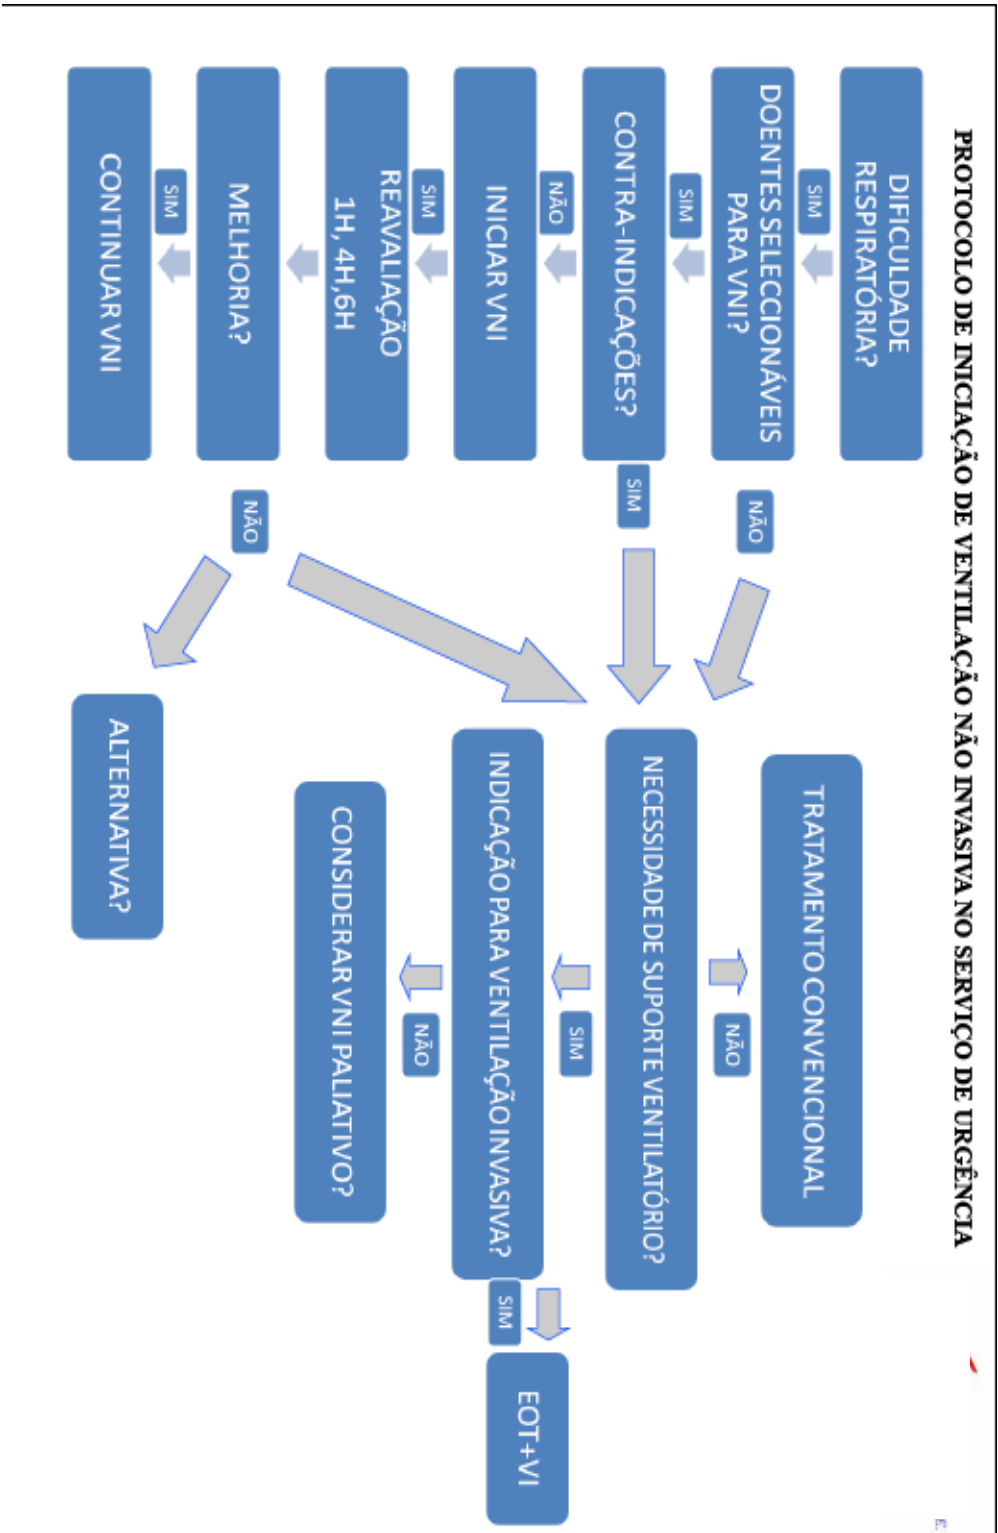 PROTOCOLO DE INICIAÇÃO DE VENTILAÇÃO NÃO INVASIVA NO SERVIÇO DE URGÊNCIA
DIFICULDADE
RESPIRATÓRIA?
SIM
DOENTES SELECCIONÁVEIS
PARA VNI?
NÃO
SIM
CONTRA-INDICAÇÕES?
SIM
NÃO
INICIAR VNI
SIM
REAVALIAÇÃO
1H, 4H,6H
MELHORIA?
NÃO
SIM
CONTINUAR VNI
TRATAMENTO CONVENCIONAL
NÃO
NECESSIDADE DE SUPORTE VENTILATÓRIO?
SIM
INDICAÇÃO PARA VENTILAÇÃO INVASIVA?
SIM
EOT+VI
NÃO
CONSIDERAR VNI PALIATIVO?
ALTERNATIVA?